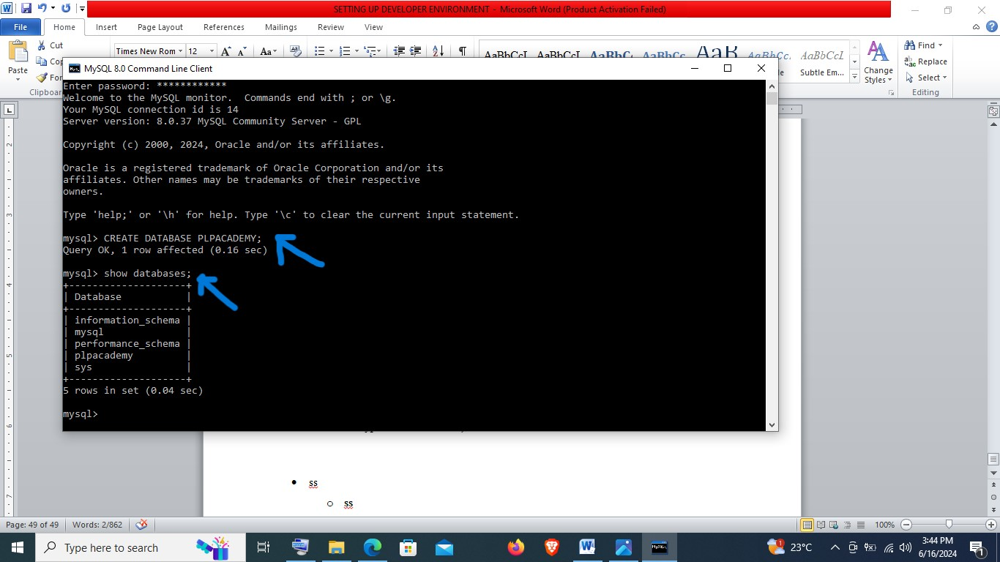 SETTING UP DEVELOPER ENVIRONMENT - Microsoft Word (Product Activation Failed)
File Home Insert Page Layout References Mailings Review View
Cut
Times New Rom 12 Aa
AaBbCcI AaBbCcL AaBbC AaBbCc AaB AaBbCc. AaBbCcL
Paste
Subtle Em...
Change Styles
Find
Replace
Select
Clipboar
Editing
MySQL 8.0 Command Line Client
Enter password: ************
Welcome to the MySQL monitor.  Commands end with ; or \g.
Your MySQL connection id is 14
Server version: 8.0.37 MySQL Community Server - GPL
Copyright (c) 2000, 2024, Oracle and/or its affiliates.
Oracle is a registered trademark of Oracle Corporation and/or its
affiliates. Other names may be trademarks of their respective
owners.
Type 'help;' or '\h' for help. Type '\c' to clear the current input statement.
mysql> CREATE DATABASE PLPACADEMY;
Query OK, 1 row affected (0.16 sec)
mysql> show databases;
+--------------------+
| Database           |
+--------------------+
| information_schema |
| mysql              |
| performance_schema |
| plpacademy         |
| sys                |
+--------------------+
5 rows in set (0.04 sec)
mysql>
ss
ss
Page: 49 of 49 Words: 2/862 100%
Type here to search
23°C
3:44 PM
6/16/2024